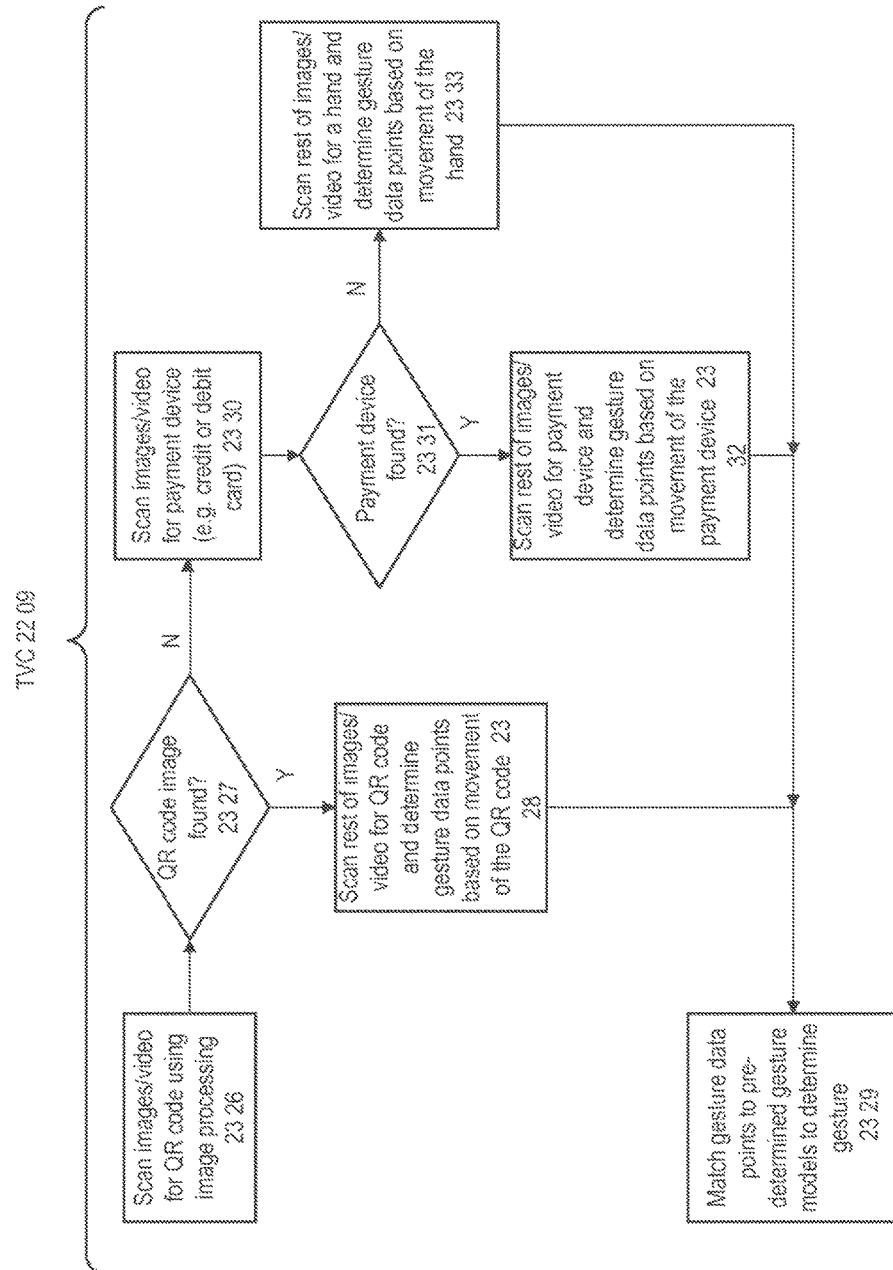 TVC 22 09
Scan images/video
for QR code using
image processing
23 26
QR code image
found?
23 27
N
Y
Scan images/video
for payment device
(e.g. credit or debit
card) 23 30
Payment device
found?
23 31
N
Y
Scan rest of images/
video for a hand and
determine gesture
data points based on
movement of the
hand 23 33
Scan rest of images/
video for QR code
and determine
gesture data points
based on movement
of the QR code 23
28
Scan rest of images/
video for payment
device and
determine gesture
data points based on
movement of the
payment device 23
32
Match gesture data
points to pre-
determined gesture
models to determine
gesture
23 29